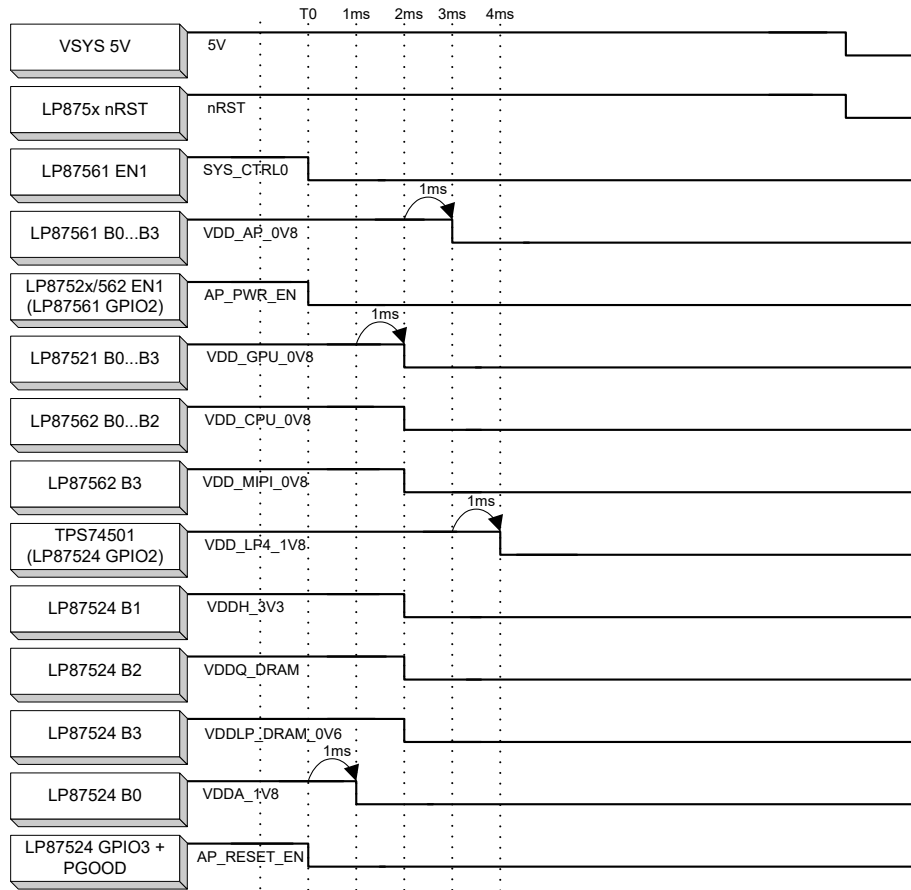 T0 1ms 2ms 3ms 4ms
VSYS 5V 5V
LP875x nRST nRST
LP87561 EN1 SYS_CTRL0
1ms
LP87561 B0...B3 VDD_AP_0V8
LP8752x/562 EN1
(LP87561 GPIO2) AP_PWR_EN
1ms
LP87521 B0...B3 VDD_GPU_0V8
LP87562 B0...B2 VDD_CPU_0V8
LP87562 B3 VDD_MIPI_0V8
1ms
TPS74501
(LP87524 GPIO2) VDD_LP4_1V8
LP87524 B1 VDDH_3V3
LP87524 B2 VDDQ_DRAM
LP87524 B3 VDDLP_DRAM_0V6
1ms
LP87524 B0 VDDA_1V8
LP87524 GPIO3 +
PGOOD AP_RESET_EN